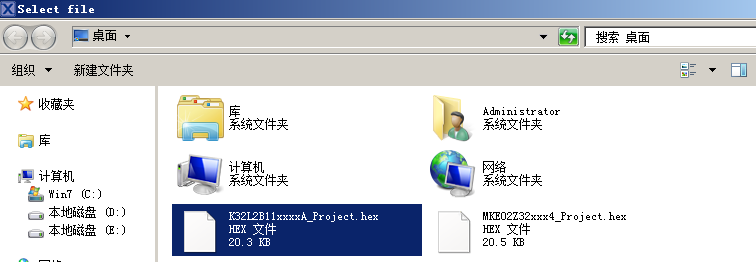 Select file
桌面
搜索 桌面
组织
新建文件夹
收藏夹
库
计算机
Win7 (C:)
本地磁盘 (D:)
本地磁盘 (E:)
库
系统文件夹
Administrator
系统文件夹
计算机
系统文件夹
网络
系统文件夹
K32L2B11xxxxA_Project.hex
HEX 文件
20.3 KB
MKE02Z32xxx4_Project.hex
HEX 文件
20.5 KB